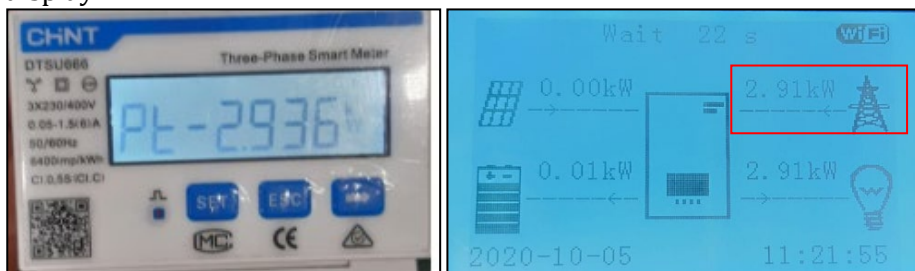 CHNT
DTSU666
Three-Phase Smart Meter
3X230/400V
0.05-1.5(6)A
50/60Hz
6400imp/kWh
Pt-2.936
SET
ESC
MC
CE
Wait 22 s
WiFi
0.00kW
2.91kW
0.01kW
2.91kW
2020-10-05
11:21:55